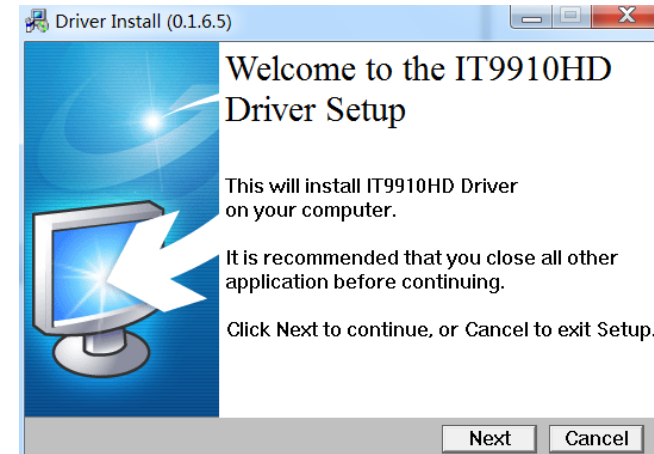 Driver Install (0.1.6.5)
Welcome to the IT9910HD
Driver Setup
This will install IT9910HD Driver
on your computer.
It is recommended that you close all other
application before continuing.
Click Next to continue, or Cancel to exit Setup.
Next Cancel